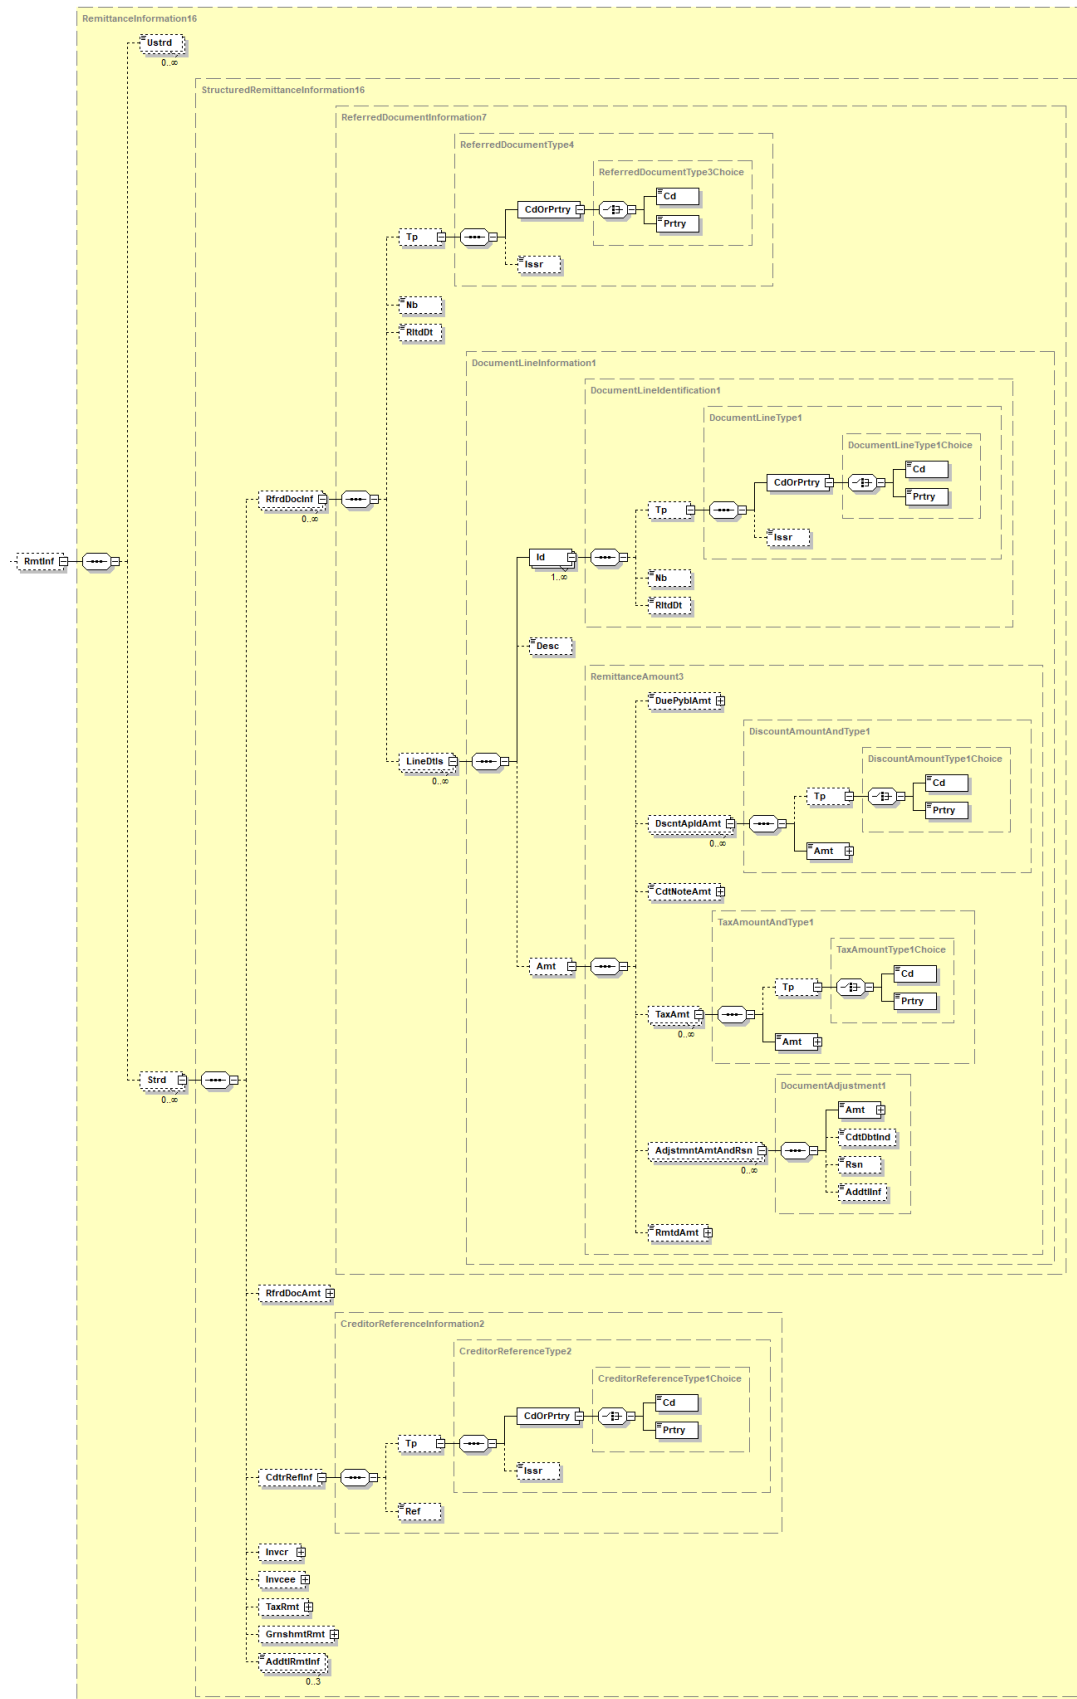 RemittanceInformation16
Ustrd
0..∞
StructuredRemittanceInformation16
ReferredDocumentInformation7
ReferredDocumentType4
ReferredDocumentType3Choice
Cd
CdOrPrtry
Prtry
Tp
Issr
Nb
RltdDt
DocumentLineInformation1
DocumentLineIdentification1
DocumentLineType1
DocumentLineType1Choice
Cd
CdOrPrtry
Prtry
RfrdDocInf
0..∞
Tp
Issr
RmtInf
Id
1..∞
Nb
RltdDt
Desc
RemittanceAmount3
DuePyblAmt
DiscountAmountAndType1
DiscountAmountType1Choice
LineDtls
0..∞
Cd
Tp
Prtry
DscntApldAmt
0..∞
Amt
CdtNoteAmt
TaxAmountAndType1
TaxAmountType1Choice
Amt
Cd
Tp
Prtry
TaxAmt
0..∞
Amt
Strd
0..∞
DocumentAdjustment1
Amt
CdtDbtInd
AdjstmntAmtAndRsn
0..∞
Rsn
AddtlInf
RmtdAmt
RfrdDocAmt
CreditorReferenceInformation2
CreditorReferenceType2
CreditorReferenceType1Choice
Cd
CdOrPrtry
Prtry
Tp
Issr
CdtrRefInf
Ref
Invcr
Invcee
TaxRmt
GrnshmtRmt
AddtlRmtInf
0..3